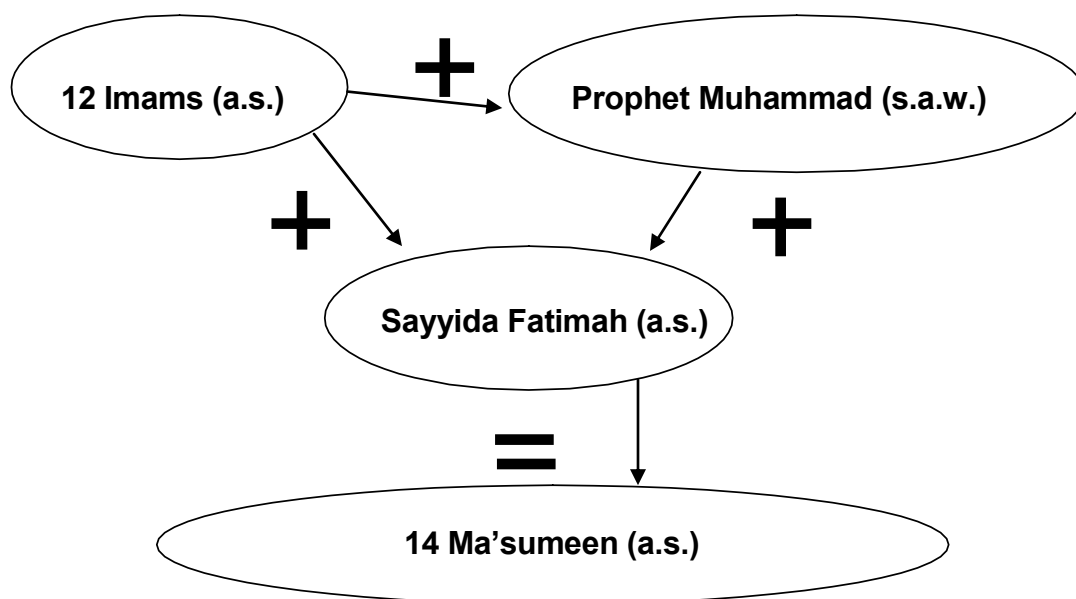 12 Imams (a.s.)
+
Prophet Muhammad (s.a.w.)
+
+
Sayyida Fatimah (a.s.)
=
14 Ma’sumeen (a.s.)